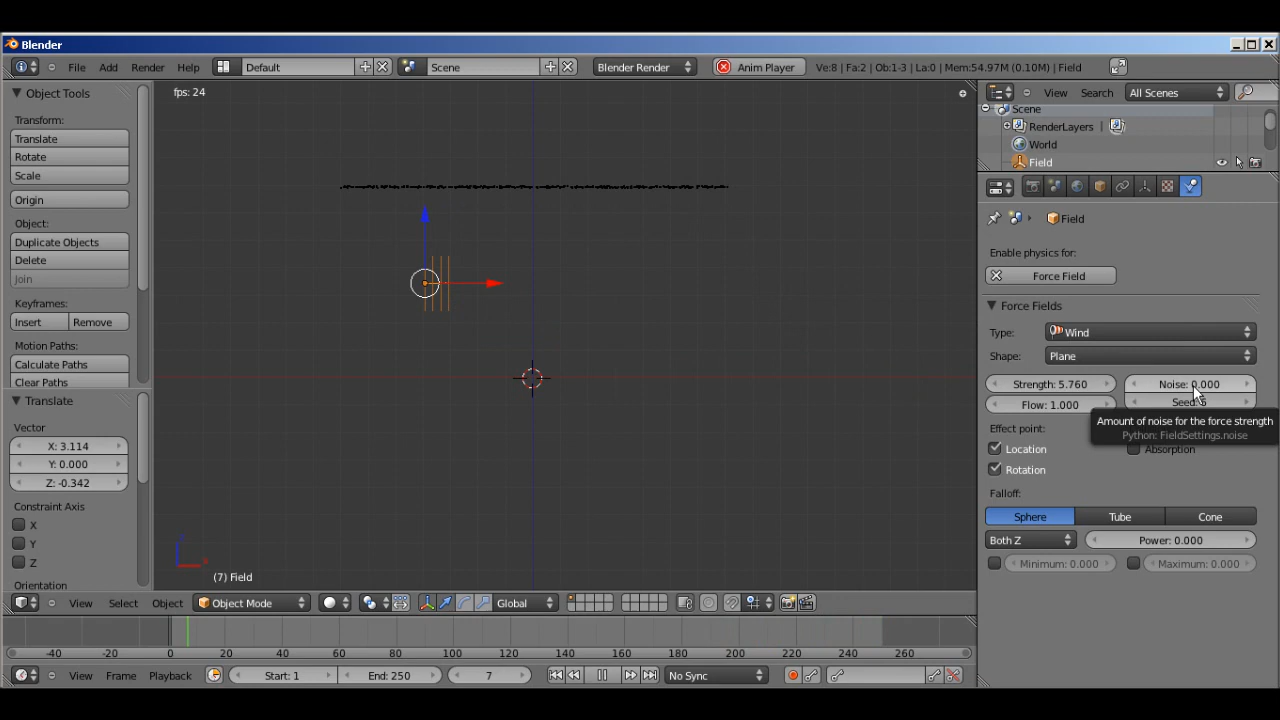 Blender
File Add Render Help Default Scene Blender Render Anim Player Ve:8 | Fa:2 | Ob:1-3 | La:0 | Mem:54.97M (0.10M) | Field
Object Tools
Transform:
Translate
Rotate
Scale
Origin
Object:
Duplicate Objects
Delete
Join
Keyframes:
Insert Remove
Motion Paths:
Calculate Paths
Clear Paths
Translate
Vector
X: 3.114
Y: 0.000
Z: -0.342
Constraint Axis
X
Y
Z
Orientation
fps: 24
(7) Field
View Select Object Object Mode Global
-40 -20 0 20 40 60 80 100 120 140 160 180 200 220 240 260
View Frame Playback Start: 1 End: 250 7 No Sync
View Search All Scenes
Scene
RenderLayers |
World
Field
Field
Enable physics for:
Force Field
Force Fields
Type: Wind
Shape: Plane
Strength: 5.760 Noise: 0.000
Flow: 1.000 Seed: 6
Amount of noise for the force strength
Python: FieldSettings.noise
Effect point:
Location Absorption
Rotation
Falloff:
Sphere Tube Cone
Both Z Power: 0.000
Minimum: 0.000 Maximum: 0.000